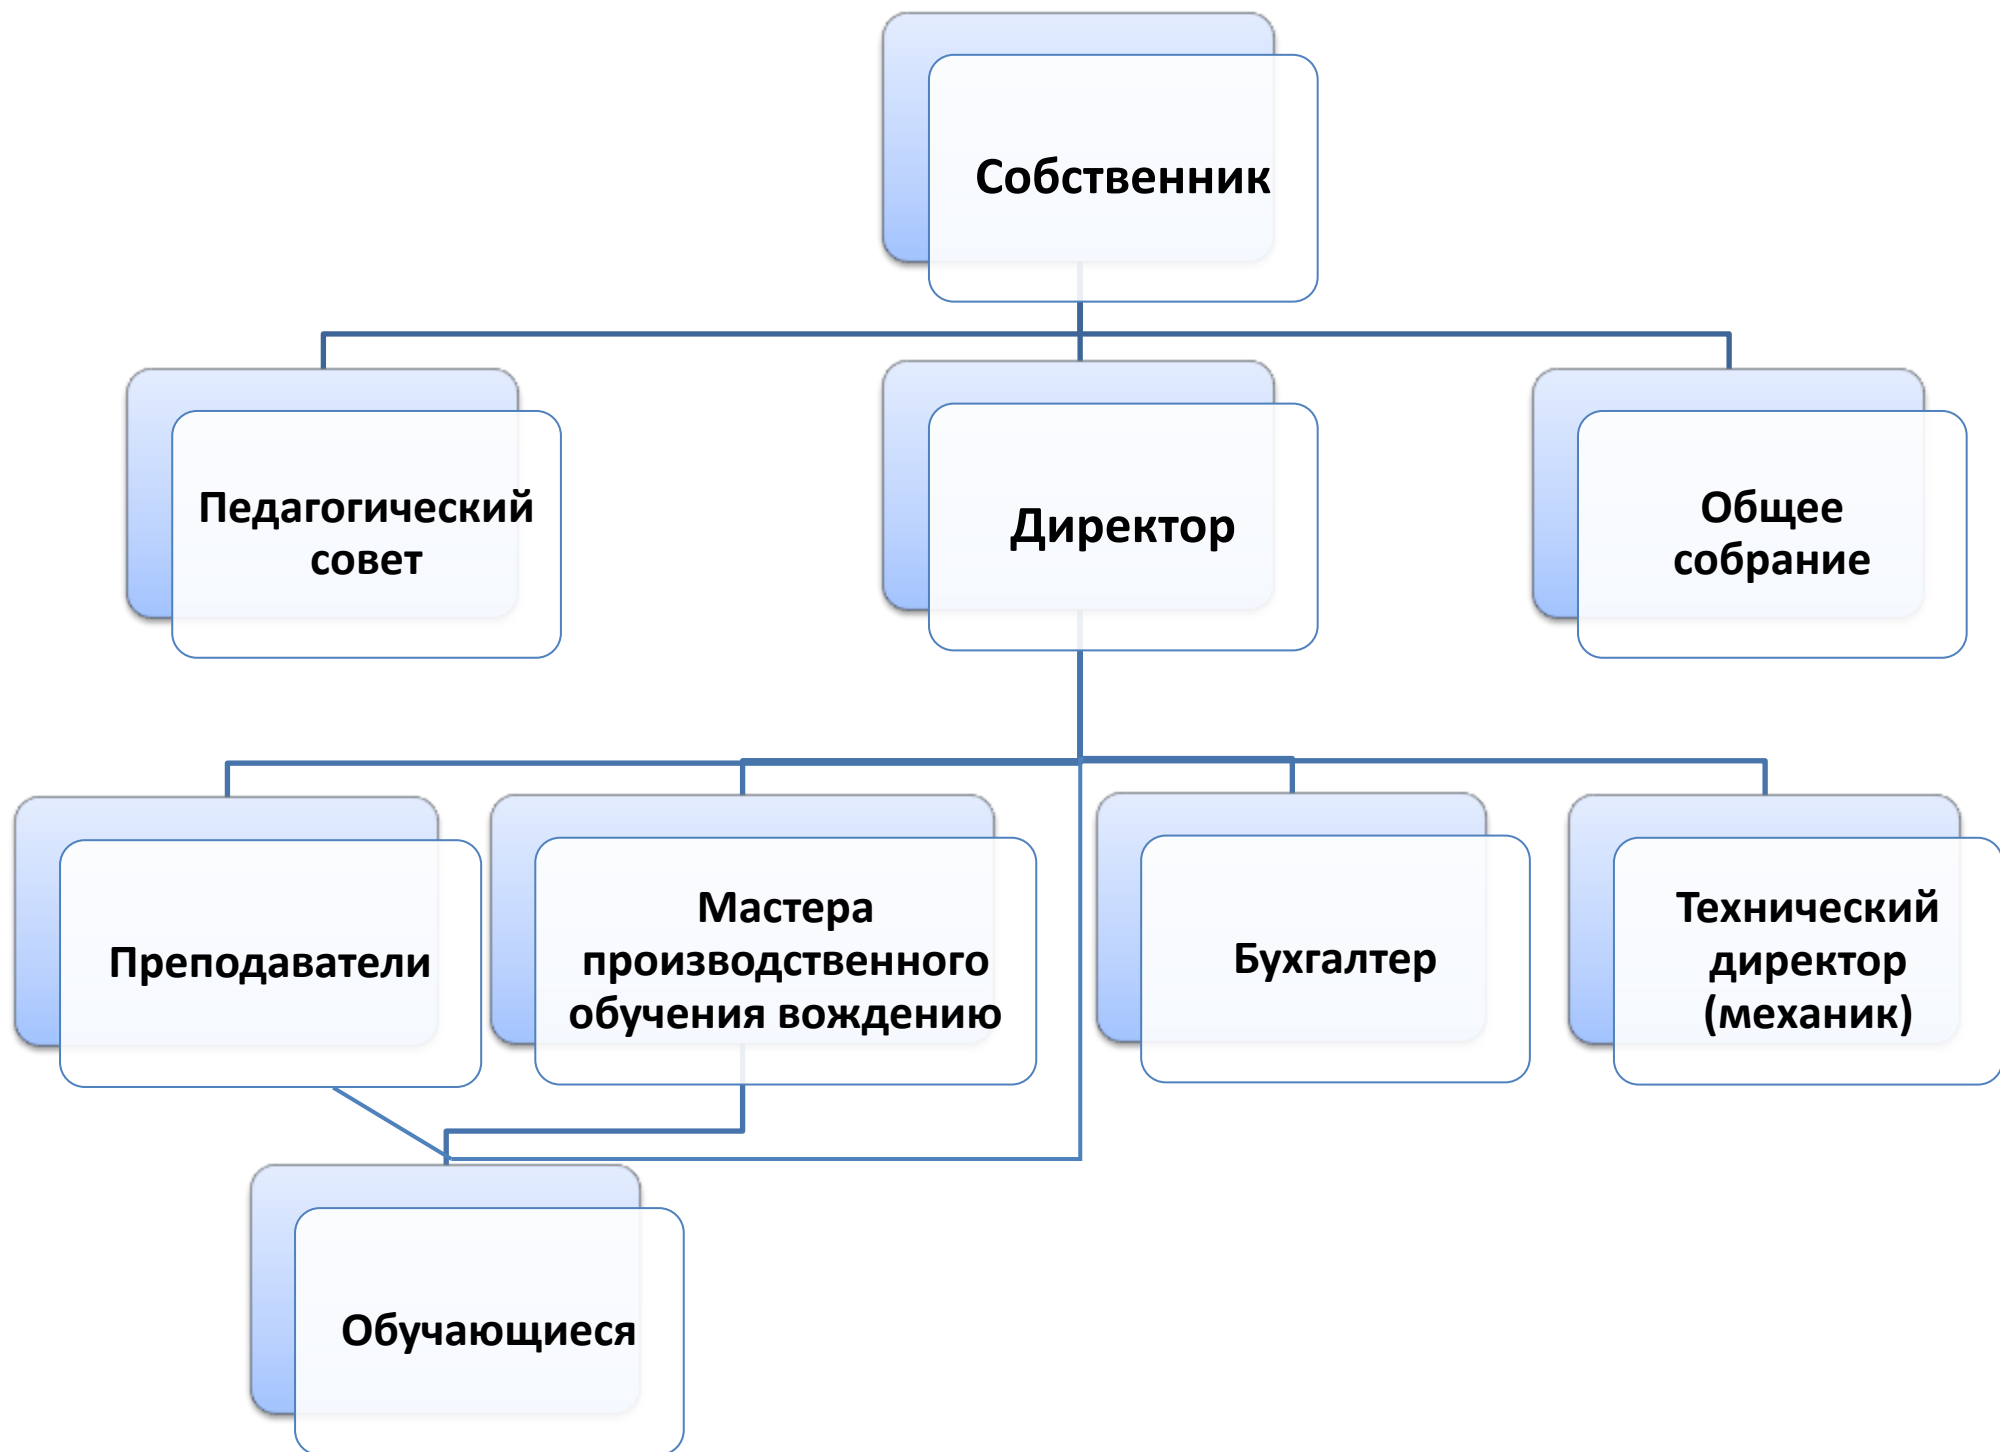 Собственник
Педагогический
совет
Директор
Общее
собрание
Преподаватели
Мастера
производственного
обучения вождению
Бухгалтер
Технический
директор
(механик)
Обучающиеся